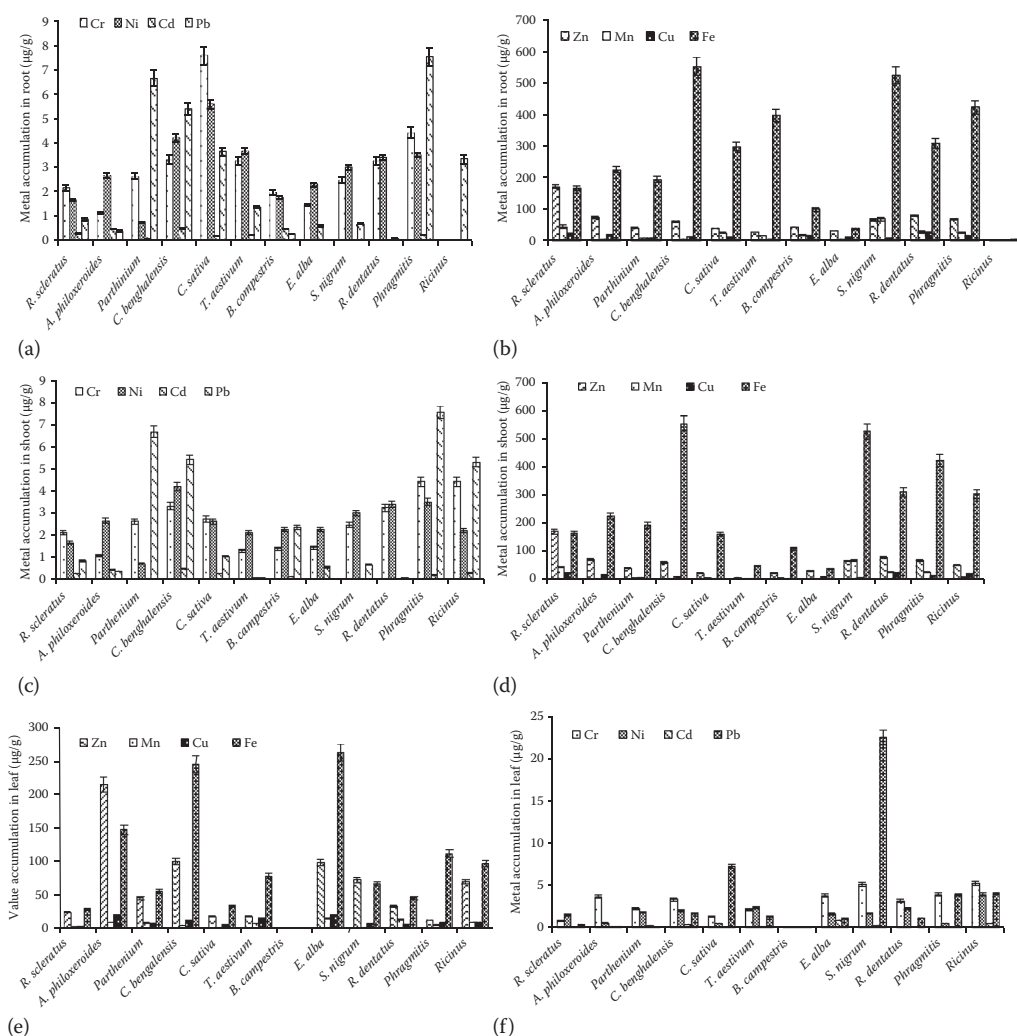 Metal accumulation in root (µg/g)
9
8
7
6
5
4
3
2
1
0
Cr Ni Cd Pb
R. scleratus
A. philoxeroides
Parthinium
C. benghalensis
C. sativa
T. aestivum
B. compestris
E. alba
S. nigrum
R. dentatus
Phragmitis
Ricinus
(a)
Metal accumulation in root (µg/g)
700
600
500
400
300
200
100
0
Zn Mn Cu Fe
R. scleratus
A. philoxeroides
Parthinium
C. benghalensis
C. sativa
T. aestivum
B. compestris
E. alba
S. nigrum
R. dentatus
Phragmitis
Ricinus
(b)
Metal accumulation in shoot (µg/g)
9
8
7
6
5
4
3
2
1
0
Cr Ni Cd Pb
R. scleratus
A. philoxeroides
Parthenium
C. benghalensis
C. sativa
T. aestivum
B. campestris
E. alba
S. nigrum
R. dentatus
Phragmitis
Ricinus
(c)
Metal accumulation in shoot (µg/g)
700
600
500
400
300
200
100
0
Zn Mn Cu Fe
R. scleratus
A. philoxeroides
Parthenium
C. benghalensis
C. sativa
T. aestivum
B. campestris
E. alba
S. nigrum
R. dentatus
Phragmitis
Ricinus
(d)
Value accumulation in leaf (µg/g)
300
250
200
150
100
50
0
Zn Mn Cu Fe
R. scleratus
A. philoxeroides
Parthenium
C. bengalensis
C. sativa
T. aestivum
B. campestris
E. alba
S. nigrum
R. dentatus
Phragmitis
Ricinus
(e)
Metal accumulation in leaf (µg/g)
25
20
15
10
5
0
Cr Ni Cd Pb
R. scleratus
A. philoxeroides
Parthenium
C. benghalensis
C. sativa
T. aestivum
B. campestris
E. alba
S. nigrum
R. dentatus
Phragmitis
Ricinus
(f)